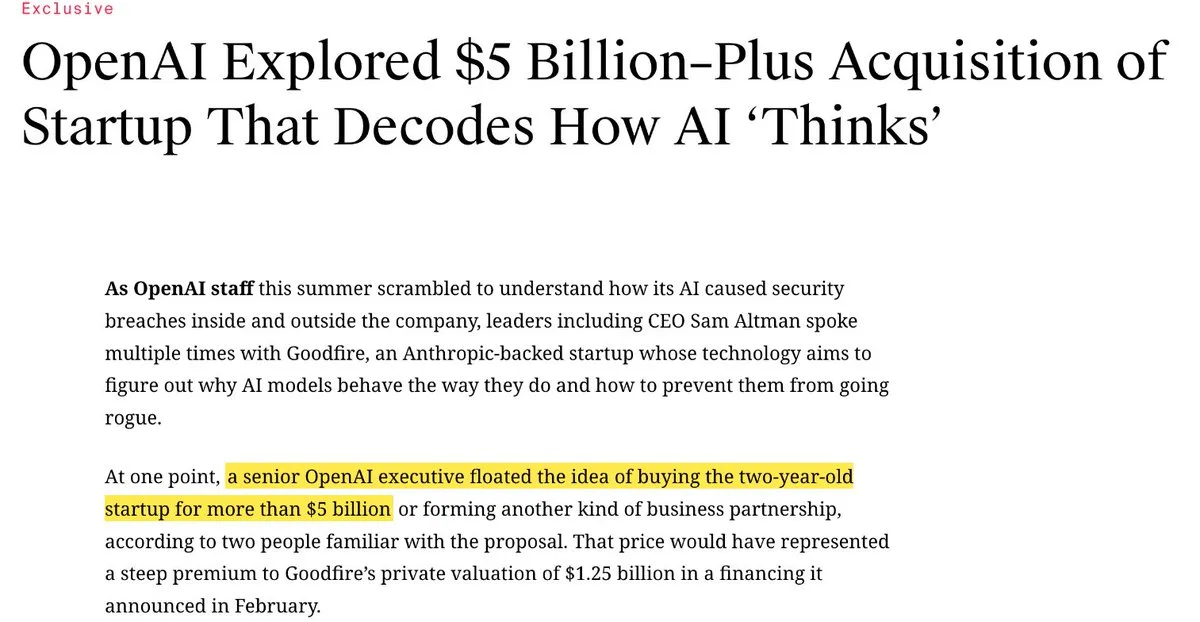 Exclusive
OpenAI Explored $5 Billion–Plus Acquisition of
Startup That Decodes How AI ‘Thinks’
As OpenAI staff this summer scrambled to understand how its AI caused security
breaches inside and outside the company, leaders including CEO Sam Altman spoke
multiple times with Goodfire, an Anthropic-backed startup whose technology aims to
figure out why AI models behave the way they do and how to prevent them from going
rogue.
At one point, a senior OpenAI executive floated the idea of buying the two-year-old
startup for more than $5 billion or forming another kind of business partnership,
according to two people familiar with the proposal. That price would have represented
a steep premium to Goodfire’s private valuation of $1.25 billion in a financing it
announced in February.